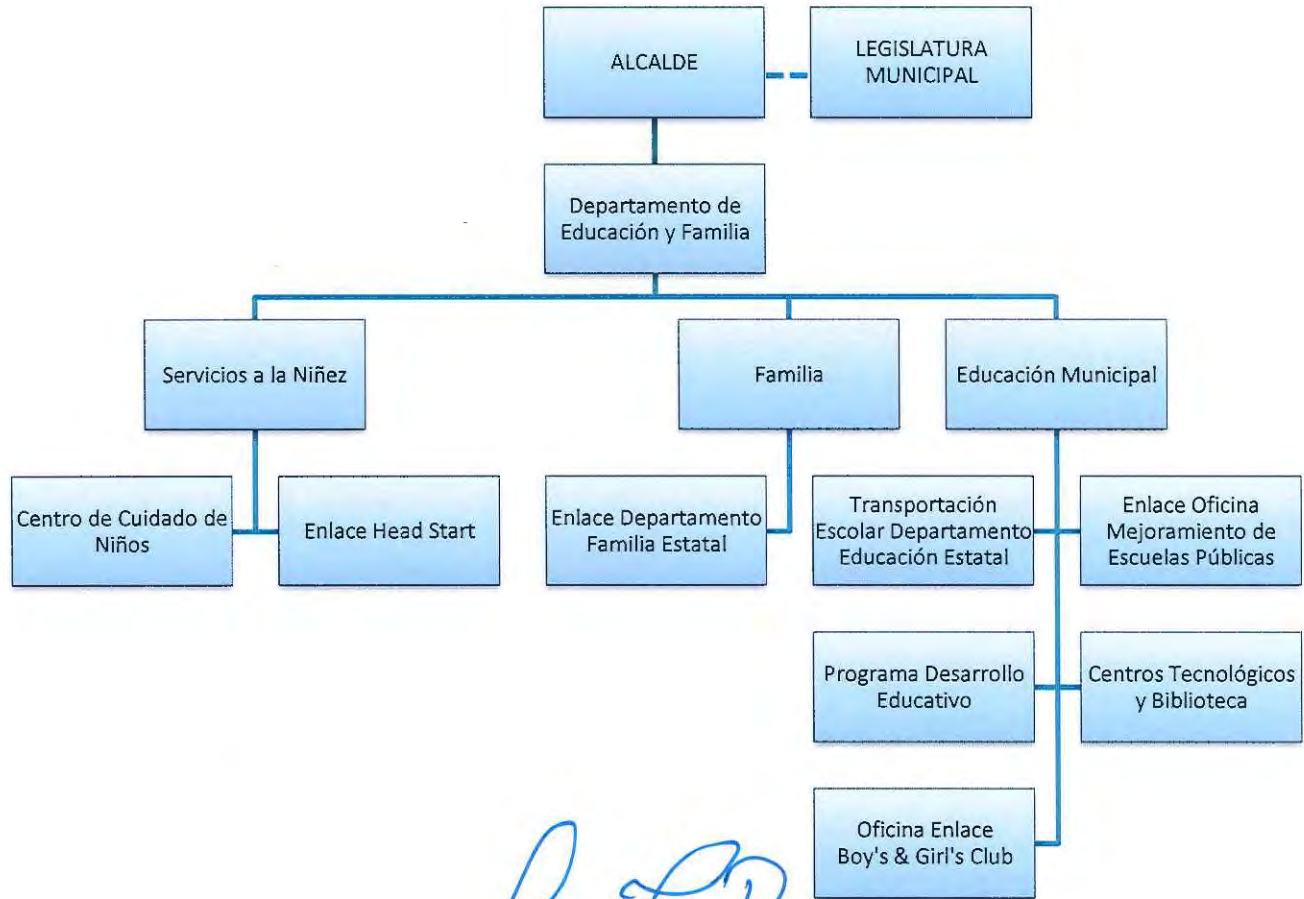 ALCALDE
LEGISLATURA
MUNICIPAL
Departamento de
Educación y Familia
Servicios a la Niñez
Familia
Educación Municipal
Centro de Cuidado de
Niños
Enlace Head Start
Enlace Departamento
Familia Estatal
Transportación
Escolar Departamento
Educación Estatal
Enlace Oficina
Mejoramiento de
Escuelas Públicas
Programa Desarrollo
Educativo
Centros Tecnológicos
y Biblioteca
Oficina Enlace
Boy's & Girl's Club